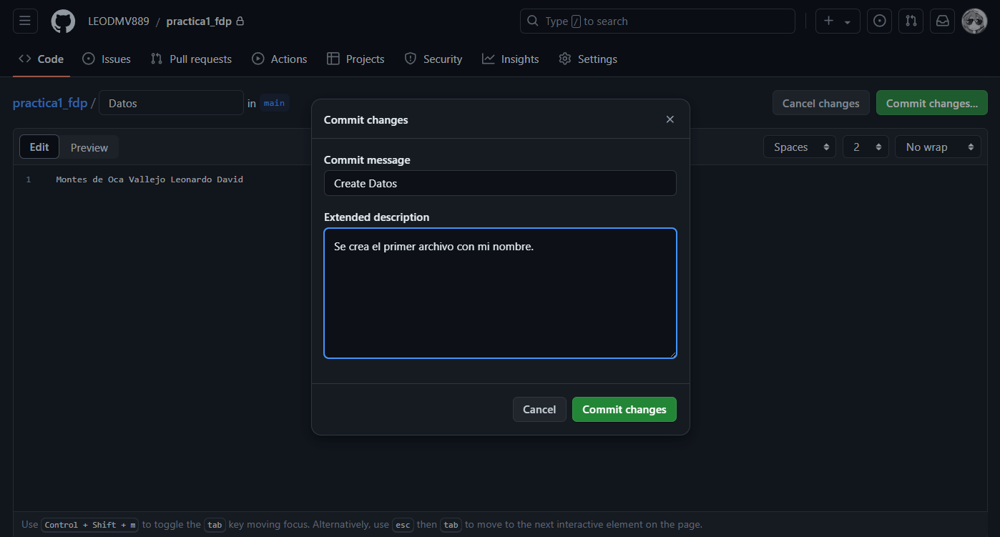 LEODMV889 / practica1_fdp
Type / to search
Code Issues Pull requests Actions Projects Security Insights Settings
practica1_fdp / Datos in main
Cancel changes Commit changes...
Edit Preview
Spaces 2 No wrap
1 Montes de Oca Vallejo Leonardo David
Commit changes
Commit message
Create Datos
Extended description
Se crea el primer archivo con mi nombre.
Cancel Commit changes
Use Control + Shift + m to toggle the tab key moving focus. Alternatively, use esc then tab to move to the next interactive element on the page.